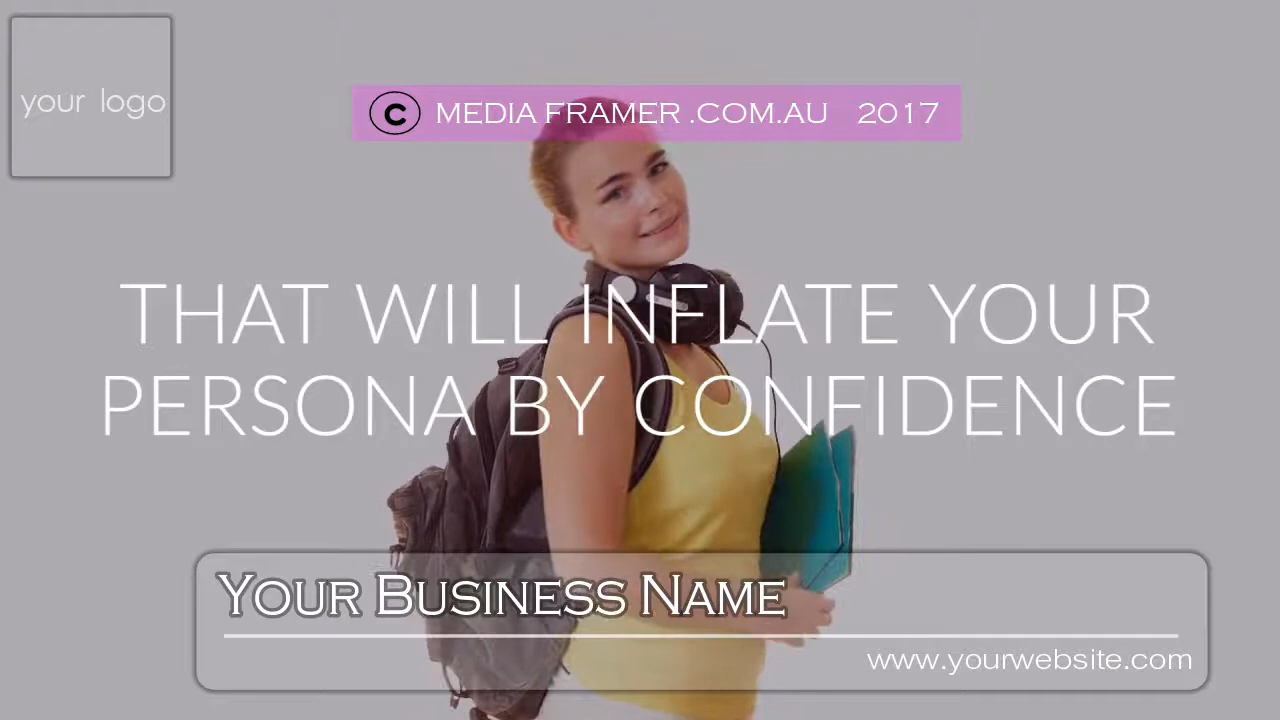 your logo
© MEDIA FRAMER .COM.AU 2017
THAT WILL INFLATE YOUR
PERSONA BY CONFIDENCE
YOUR BUSINESS NAME
www.yourwebsite.com